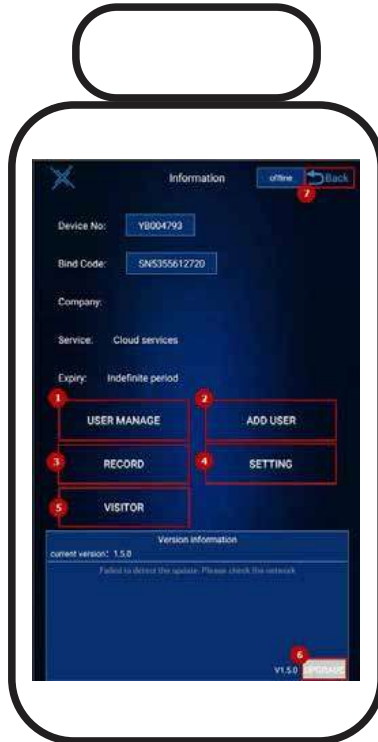 Information offline Back
7
Device No: YB004793
Bind Code: SN5355612720
Company:
Service: Cloud services
Expiry: Indefinite period
1 2
USER MANAGE ADD USER
3 RECORD 4 SETTING
5 VISITOR
Version information
current version: 1.5.0
Failed to detect the update. Please check the network
6
V1.5.0 UPGRADE